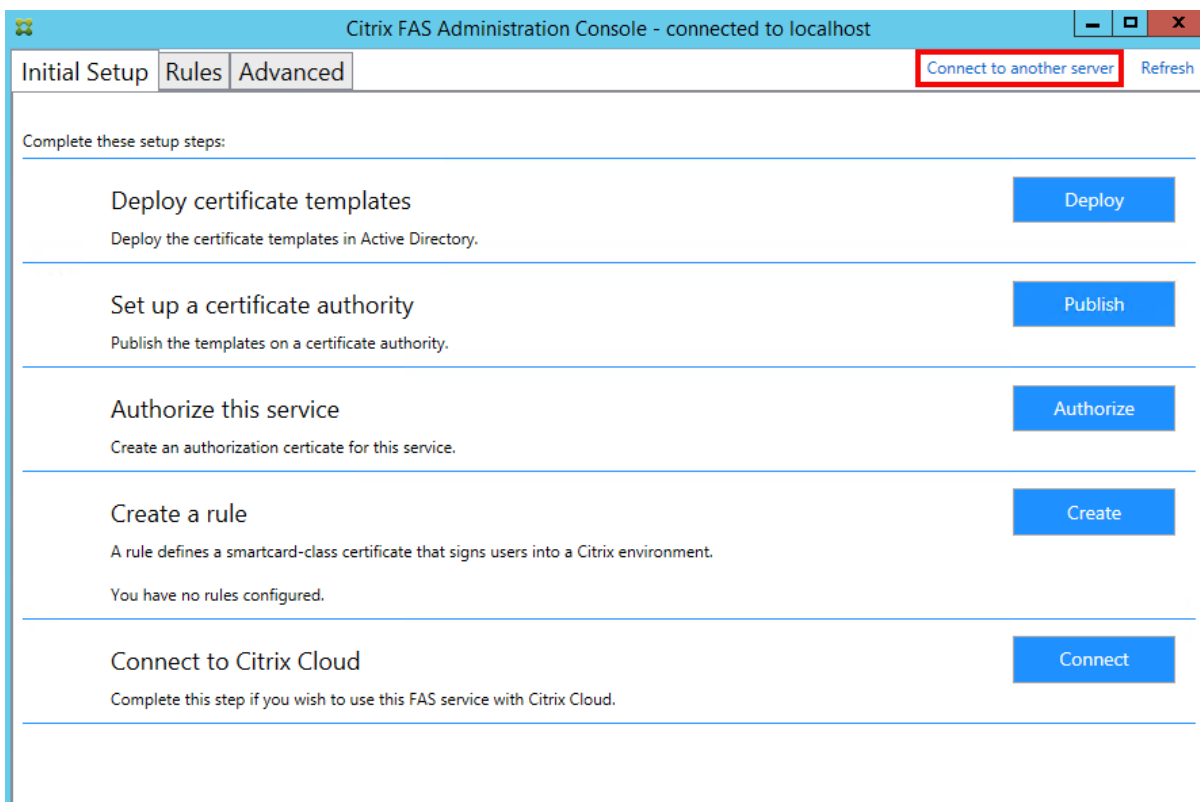 Citrix FAS Administration Console - connected to localhost
Initial Setup Rules Advanced Connect to another server Refresh
Complete these setup steps:
Deploy certificate templates
Deploy
Deploy the certificate templates in Active Directory.
Set up a certificate authority
Publish
Publish the templates on a certificate authority.
Authorize this service
Authorize
Create an authorization certicate for this service.
Create a rule
Create
A rule defines a smartcard-class certificate that signs users into a Citrix environment.
You have no rules configured.
Connect to Citrix Cloud
Connect
Complete this step if you wish to use this FAS service with Citrix Cloud.